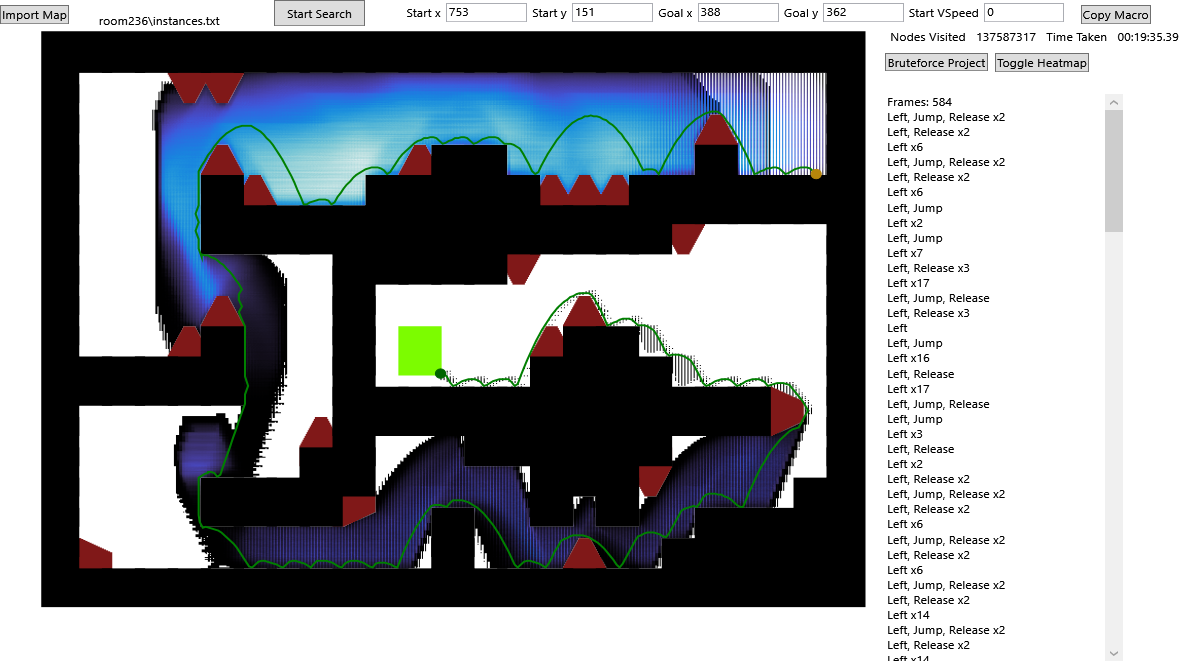 Import Map
room236\instances.txt
Start Search
Start x 753 Start y 151 Goal x 388 Goal y 362 Start VSpeed 0
Copy Macro
Nodes Visited 137587317 Time Taken 00:19:35.39
Bruteforce Project Toggle Heatmap
Frames: 584
Left, Jump, Release x2
Left, Release x2
Left x6
Left, Jump, Release x2
Left, Release x2
Left x6
Left, Jump
Left x2
Left, Jump
Left x7
Left, Release x3
Left x17
Left, Jump, Release
Left, Release x3
Left
Left, Jump
Left x16
Left, Release
Left x17
Left, Jump, Release
Left, Jump
Left x3
Left, Release
Left x2
Left, Release x2
Left, Jump, Release x2
Left, Release x2
Left x6
Left, Jump, Release x2
Left, Release x2
Left x6
Left, Jump, Release x2
Left, Release x2
Left x14
Left, Jump, Release x2
Left, Release x2
Left x14